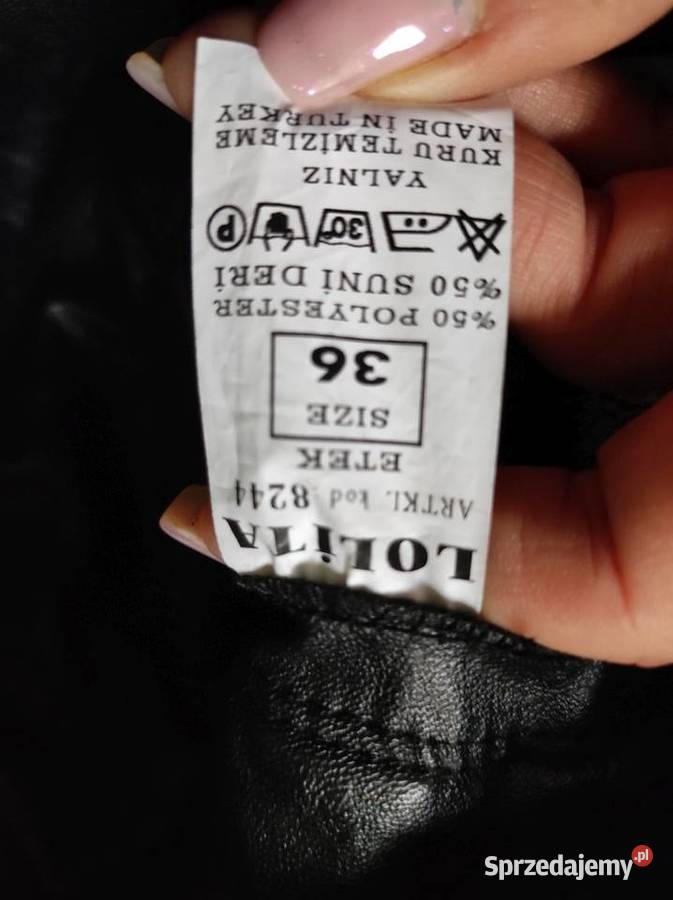 LOLİTA
ARTKL kod 8244
ETEK
SIZE
36
%50 POLYESTER
%50 SUNİ DERİ
30°
P
YALNIZ
KURU TEMİZLEME
MADE İN TURKEY
Sprzedajemy.pl